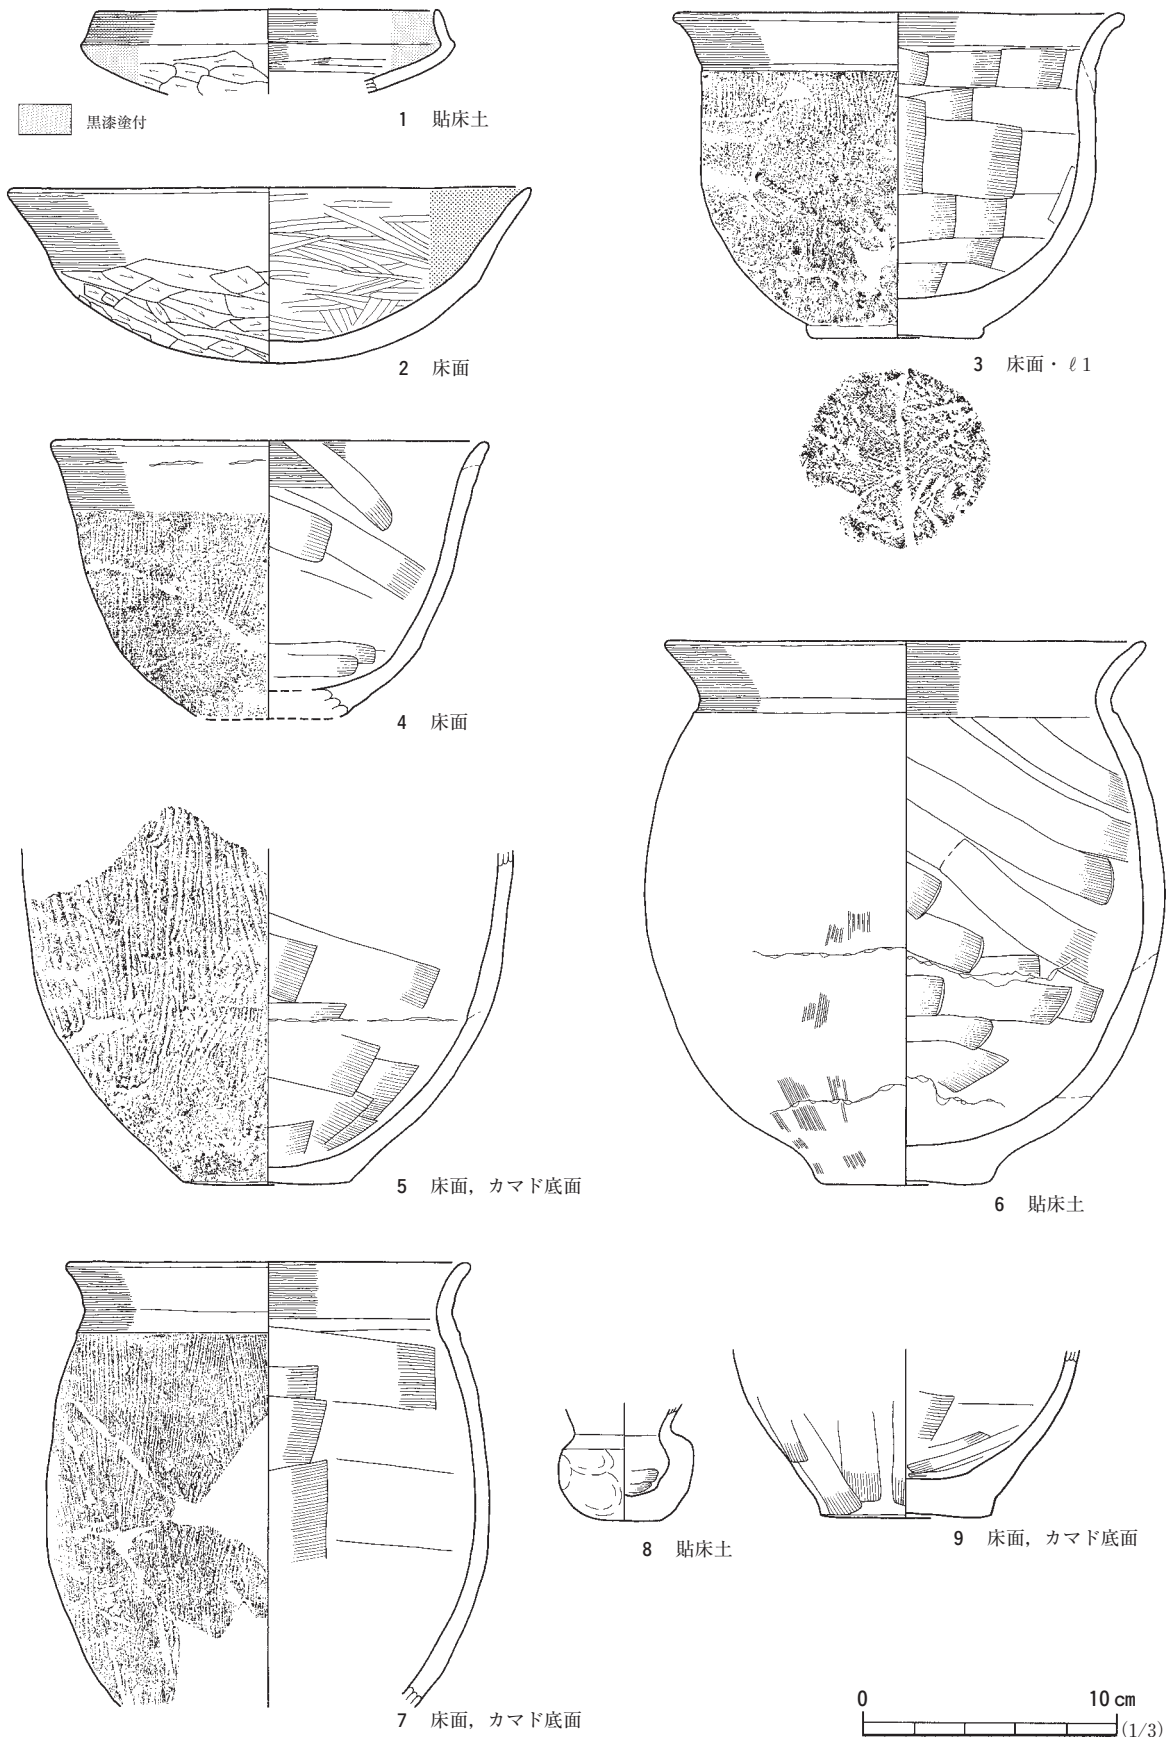 1 貼床土
黒漆塗付
2 床面
3 床面・ℓ1
4 床面
5 床面，カマド底面
6 貼床土
7 床面，カマド底面
8 貼床土
9 床面，カマド底面
0 10cm
(1/3)